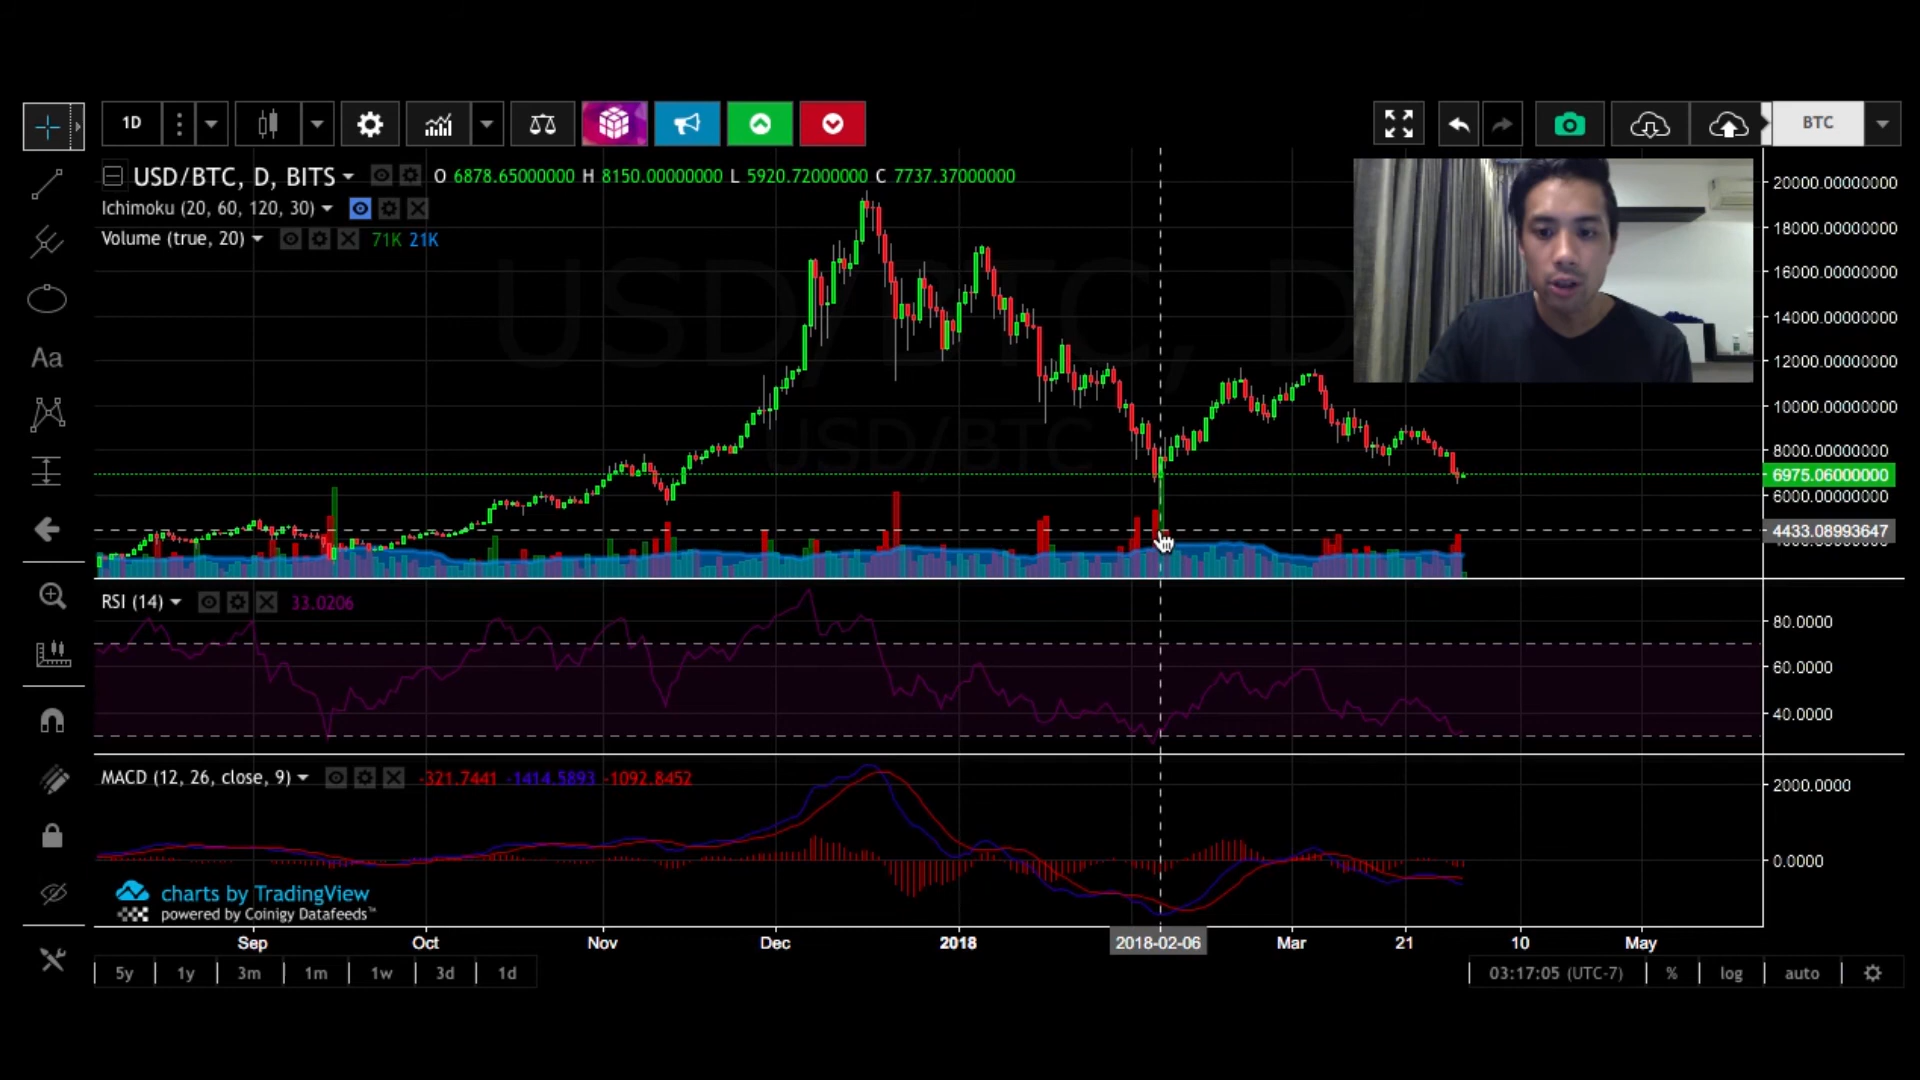 1D
BTC
USD/BTC, D, BITS O 6878.65000000 H 8150.00000000 L 5920.72000000 C 7737.37000000
Ichimoku (20, 60, 120, 30)
Volume (true, 20) 71K 21K
Aa
USD/BTC, D
USD/BTC
20000.00000000
18000.00000000
16000.00000000
14000.00000000
12000.00000000
10000.00000000
8000.00000000
6975.06000000
6000.00000000
4433.08993647
RSI (14) 33.0206
80.0000
60.0000
40.0000
MACD (12, 26, close, 9) -321.7441 -1414.5893 -1092.8452
2000.0000
0.0000
charts by TradingView
powered by Coinigy Datafeeds™
Sep Oct Nov Dec 2018 2018-02-06 Mar 21 10 May
5y 1y 3m 1m 1w 3d 1d 03:17:05 (UTC-7) % log auto